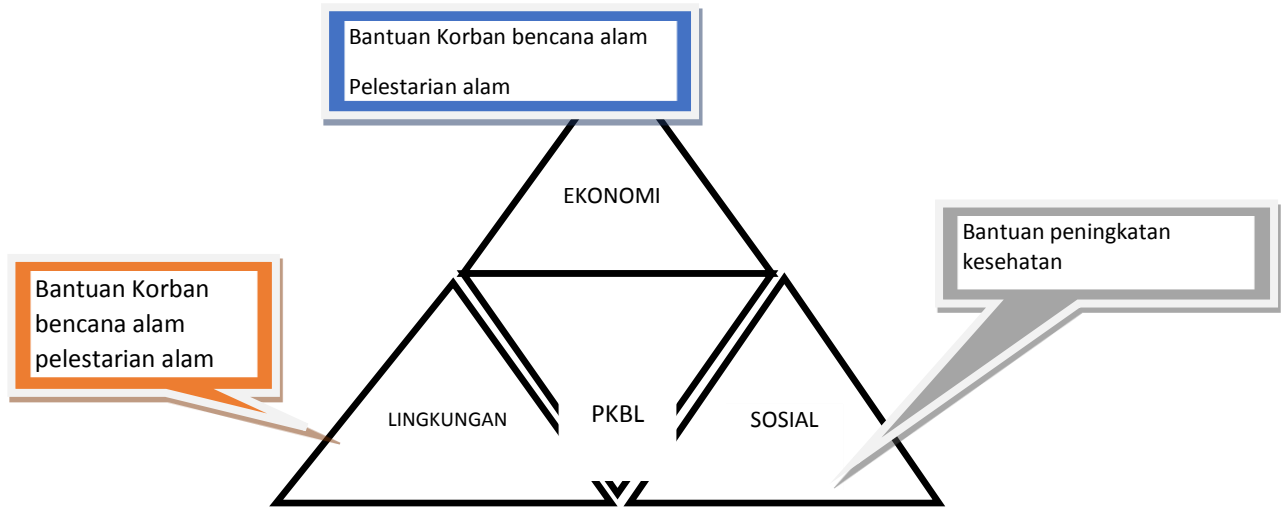 Bantuan Korban bencana alam
Pelestarian alam
EKONOMI
Bantuan peningkatan
kesehatan
Bantuan Korban
bencana alam
pelestarian alam
LINGKUNGAN
PKBL
SOSIAL